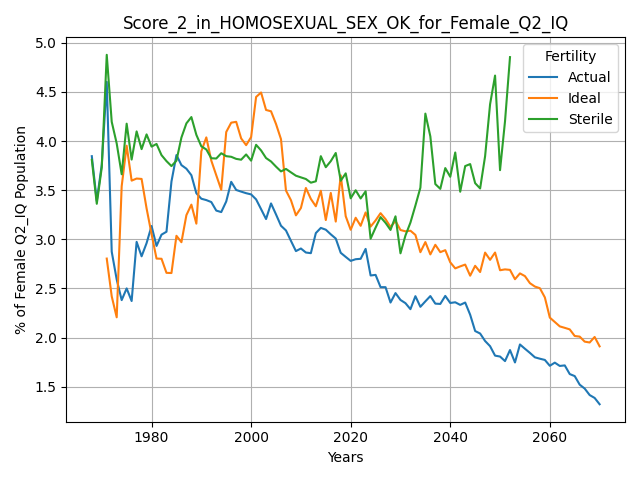 Score_2_in_HOMOSEXUAL_SEX_OK_for_Female_Q2_IQ
% of Female Q2_IQ Population
5.0
4.5
4.0
3.5
3.0
2.5
2.0
1.5
Fertility
Actual
Ideal
Sterile
1980 2000 2020 2040 2060
Years